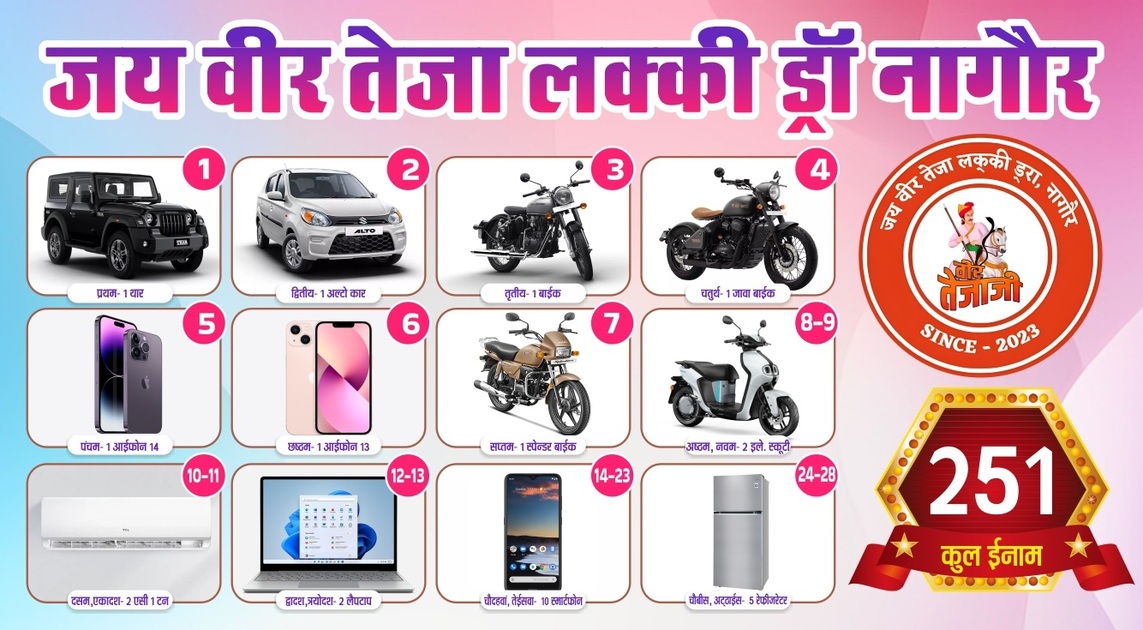 जय वीर तेजा लक्की ड्रॉ नागौर
1
THAR
प्रथम- 1 थार
2
ALTO
द्वितीय- 1 अल्टो कार
3
तृतीय- 1 बाईक
4
चतुर्थ- 1 जावा बाईक
जय वीर तेजा लक्की ड्रा, नागौर
वीर
तेजाजी
SINCE - 2023
5
पंचम- 1 आईफोन 14
6
छष्ठम- 1 आईफोन 13
7
सप्तम- 1 स्पेन्डर बाईक
8-9
अष्ठम, नवम- 2 इले. स्कूटी
10-11
दसम,एकादश- 2 एसी 1 टन
12-13
द्वादश,त्रयोदश- 2 लैपटाप
14-23
चौदहवां, तेईसवा- 10 स्मार्टफोन
24-28
चौबीस, अट्ठाईस- 5 रेफ्रीजरेटर
251
कुल ईनाम